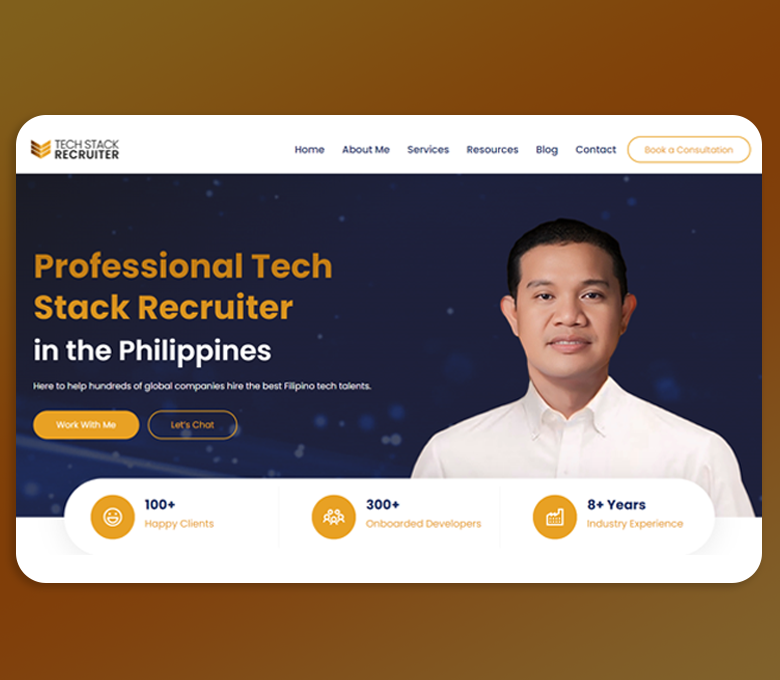 TECH STACK
RECRUITER
Home
About Me
Services
Resources
Blog
Contact
Book a Consultation
Professional Tech
Stack Recruiter
in the Philippines
Here to help hundreds of global companies hire the best Filipino tech talents.
Work With Me
Let's Chat
100+
Happy Clients
300+
Onboarded Developers
8+ Years
Industry Experience